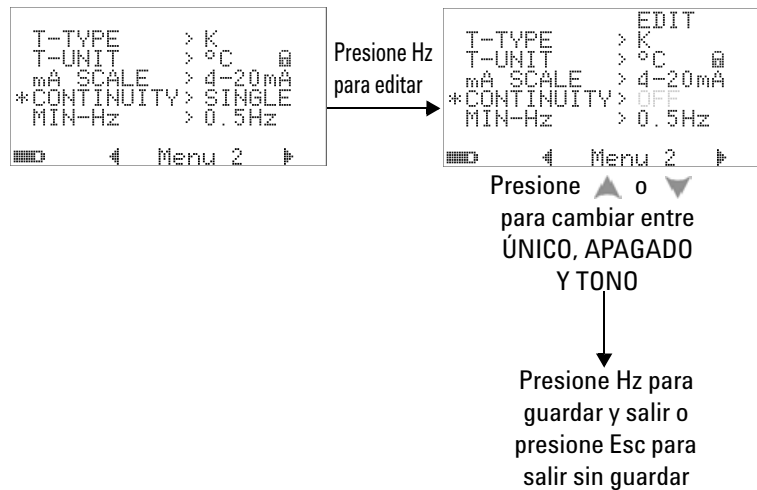 T-TYPE > K
T-UNIT > °C
mA SCALE > 4-20mA
*CONTINUITY> SINGLE
MIN-Hz > 0.5Hz
Menu 2
Presione Hz
para editar
EDIT
T-TYPE > K
T-UNIT > °C
mA SCALE > 4-20mA
*CONTINUITY> OFF
MIN-Hz > 0.5Hz
Menu 2
Presione o
para cambiar entre
ÚNICO, APAGADO
Y TONO
Presione Hz para
guardar y salir o
presione Esc para
salir sin guardar